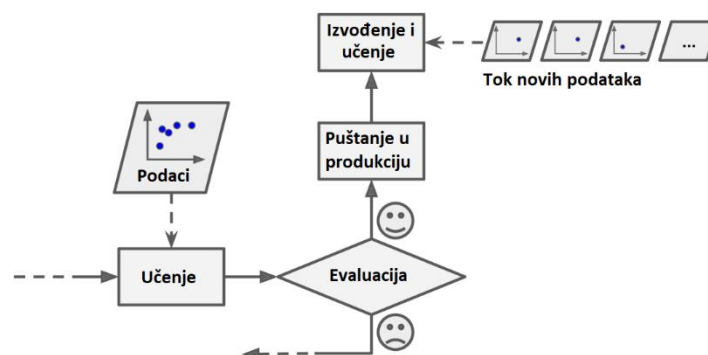 Izvođenje i
učenje
...
Tok novih podataka
Puštanje u
produkciju
Podaci
Učenje
Evaluacija